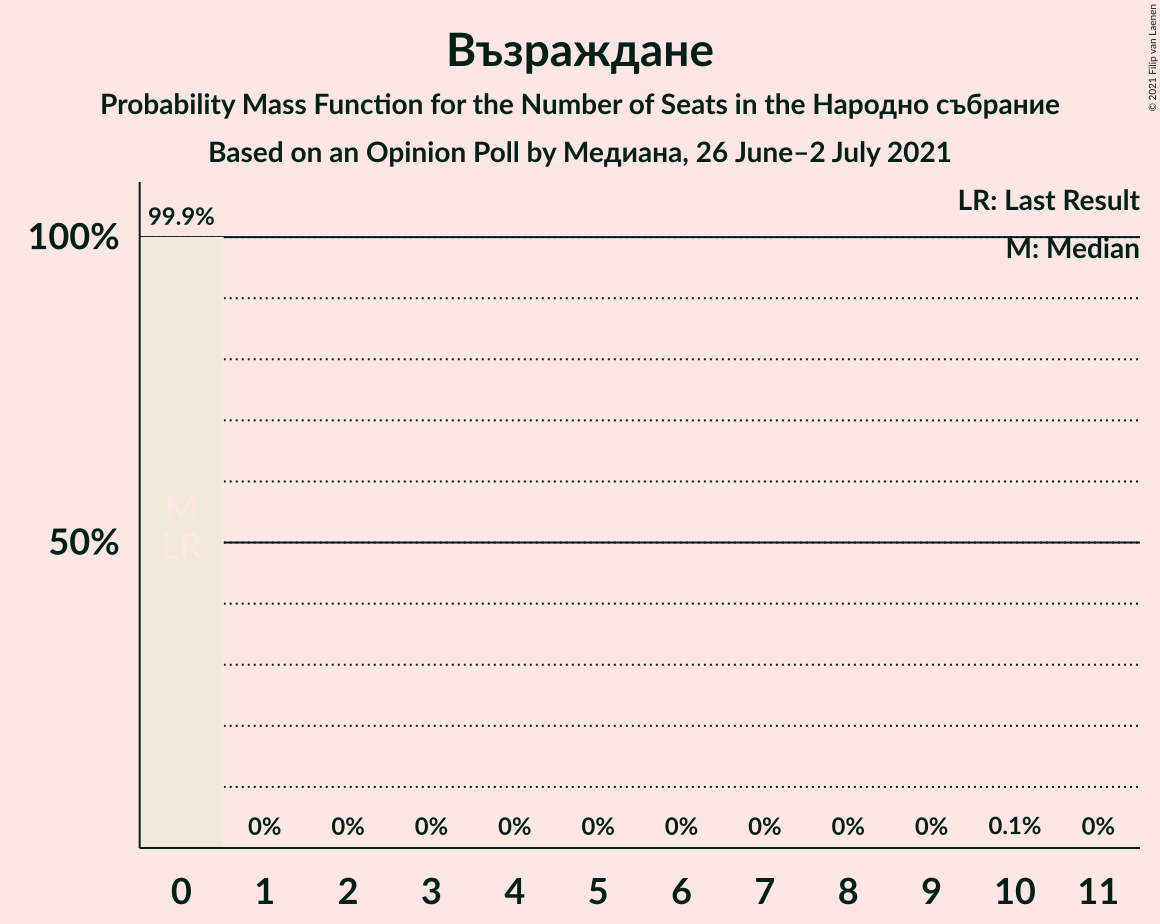 Възраждане
Probability Mass Function for the Number of Seats in the Народно събрание
Based on an Opinion Poll by Медиана, 26 June–2 July 2021
© 2021 Filip van Laenen
LR: Last Result
M: Median
99.9%
100%
50%
M
LR
0% 0% 0% 0% 0% 0% 0% 0% 0% 0.1% 0%
0 1 2 3 4 5 6 7 8 9 10 11